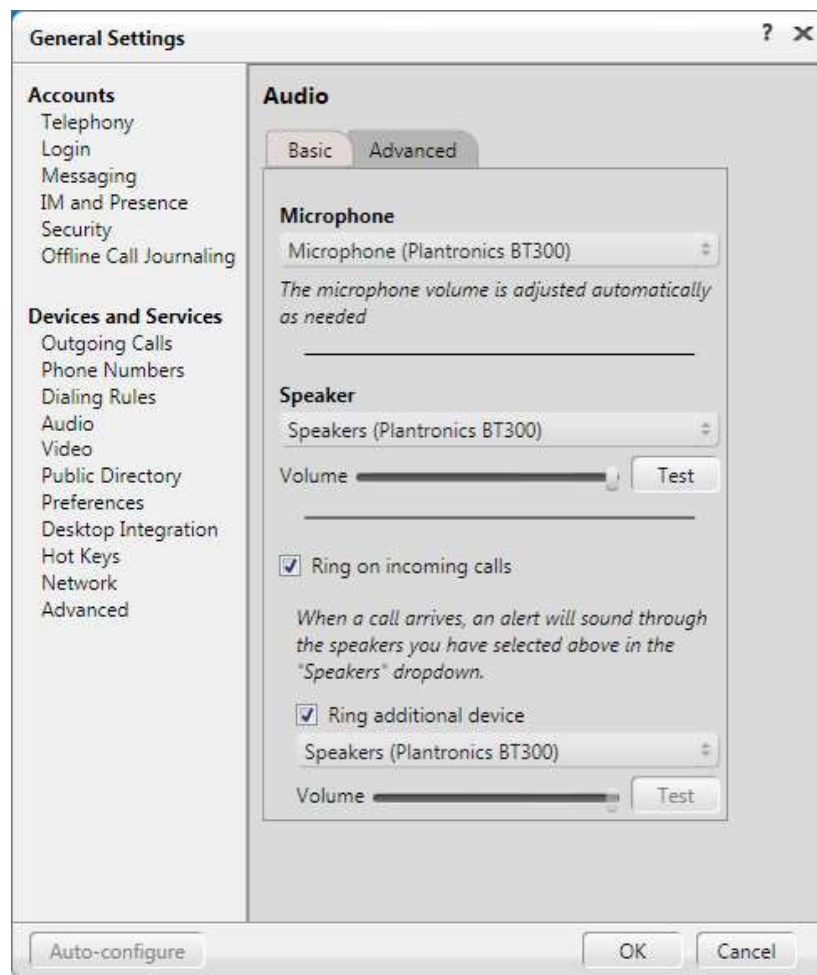 General Settings
?
Accounts
Telephony
Login
Messaging
IM and Presence
Security
Offline Call Journaling
Devices and Services
Outgoing Calls
Phone Numbers
Dialing Rules
Audio
Video
Public Directory
Preferences
Desktop Integration
Hot Keys
Network
Advanced
Audio
Basic Advanced
Microphone
Microphone (Plantronics BT300)
The microphone volume is adjusted automatically
as needed
Speaker
Speakers (Plantronics BT300)
Volume Test
Ring on incoming calls
When a call arrives, an alert will sound through
the speakers you have selected above in the
"Speakers" dropdown.
Ring additional device
Speakers (Plantronics BT300)
Volume Test
Auto-configure OK Cancel